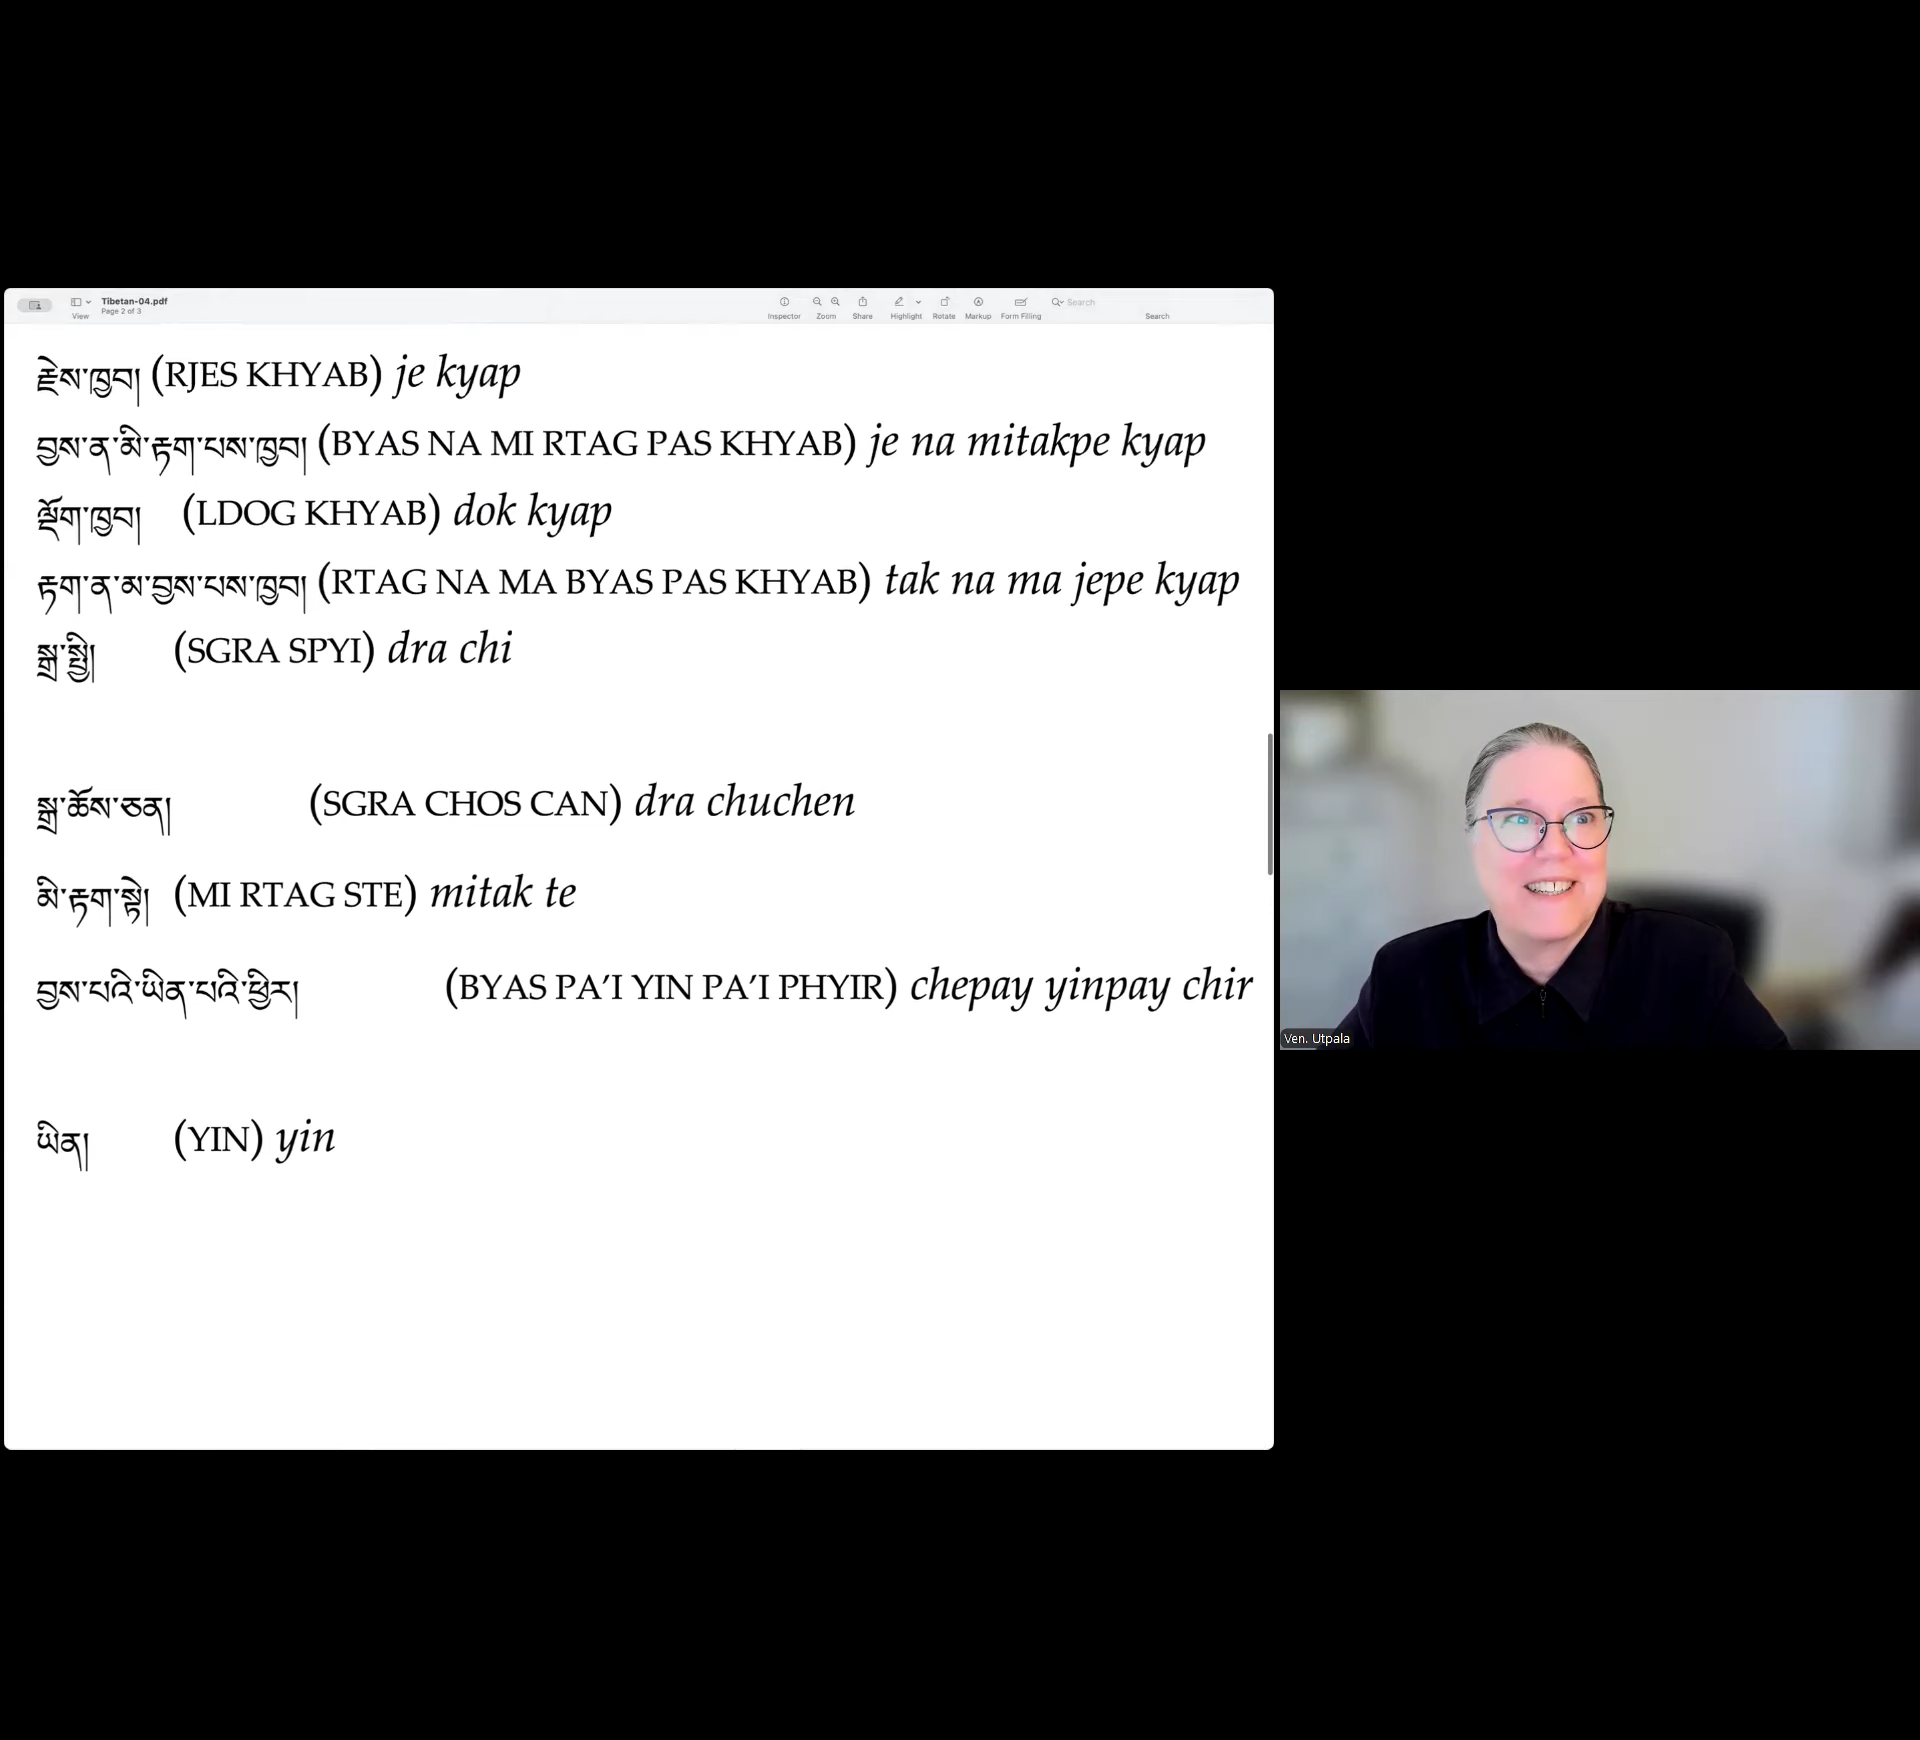 Tibetan-04.pdf
Page 2 of 3
View
Inspector
Zoom
Share
Highlight
Rotate
Markup
Form Filling
Search
Search
རྗེས་ཁྱབ། (RJES KHYAB) je kyap
བྱས་ན་མི་རྟག་པས་ཁྱབ། (BYAS NA MI RTAG PAS KHYAB) je na mitakpe kyap
ལྡོག་ཁྱབ། (LDOG KHYAB) dok kyap
རྟག་ན་མ་བྱས་པས་ཁྱབ། (RTAG NA MA BYAS PAS KHYAB) tak na ma jepe kyap
སྒྲ་སྤྱི། (SGRA SPYI) dra chi
སྒྲ་ཆོས་ཅན། (SGRA CHOS CAN) dra chuchen
མི་རྟག་སྟེ། (MI RTAG STE) mitak te
བྱས་པའི་ཡིན་པའི་ཕྱིར། (BYAS PA’I YIN PA’I PHYIR) chepay yinpay chir
ཡིན། (YIN) yin
Ven. Utpala